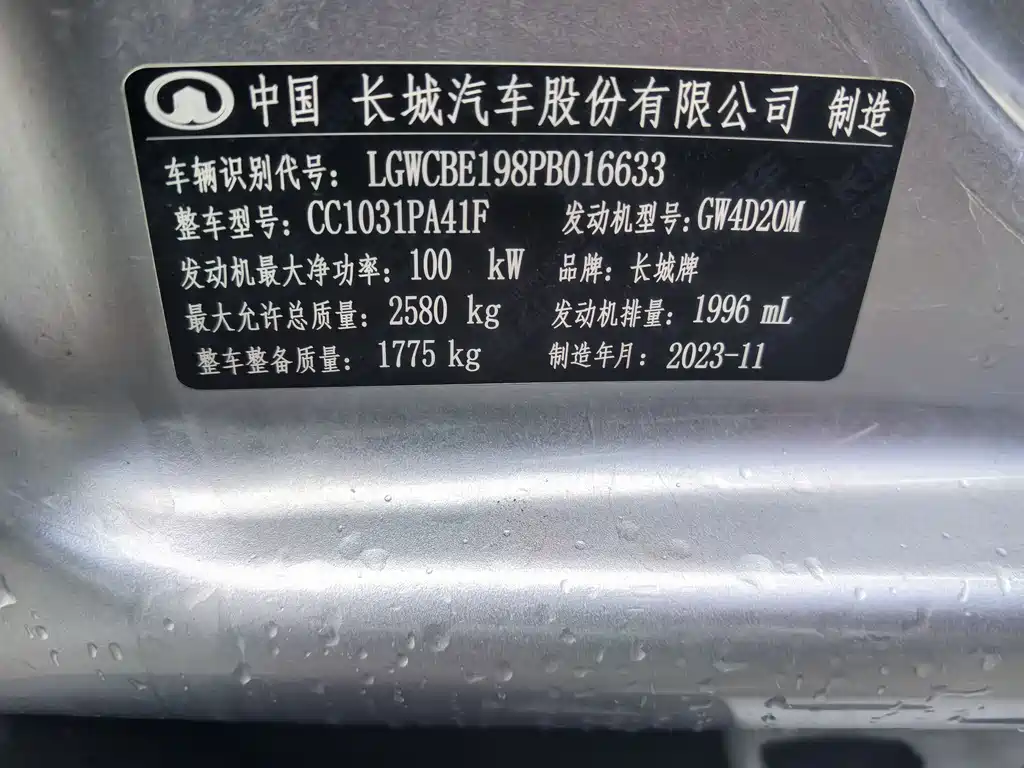 中国 长城汽车股份有限公司 制造
车辆识别代号：LGWCBE198PB016633
整车型号：CC1031PA41F 发动机型号：GW4D20M
发动机最大净功率：100 kW 品牌：长城牌
最大允许总质量：2580 kg 发动机排量：1996 mL
整车整备质量：1775 kg 制造年月：2023-11